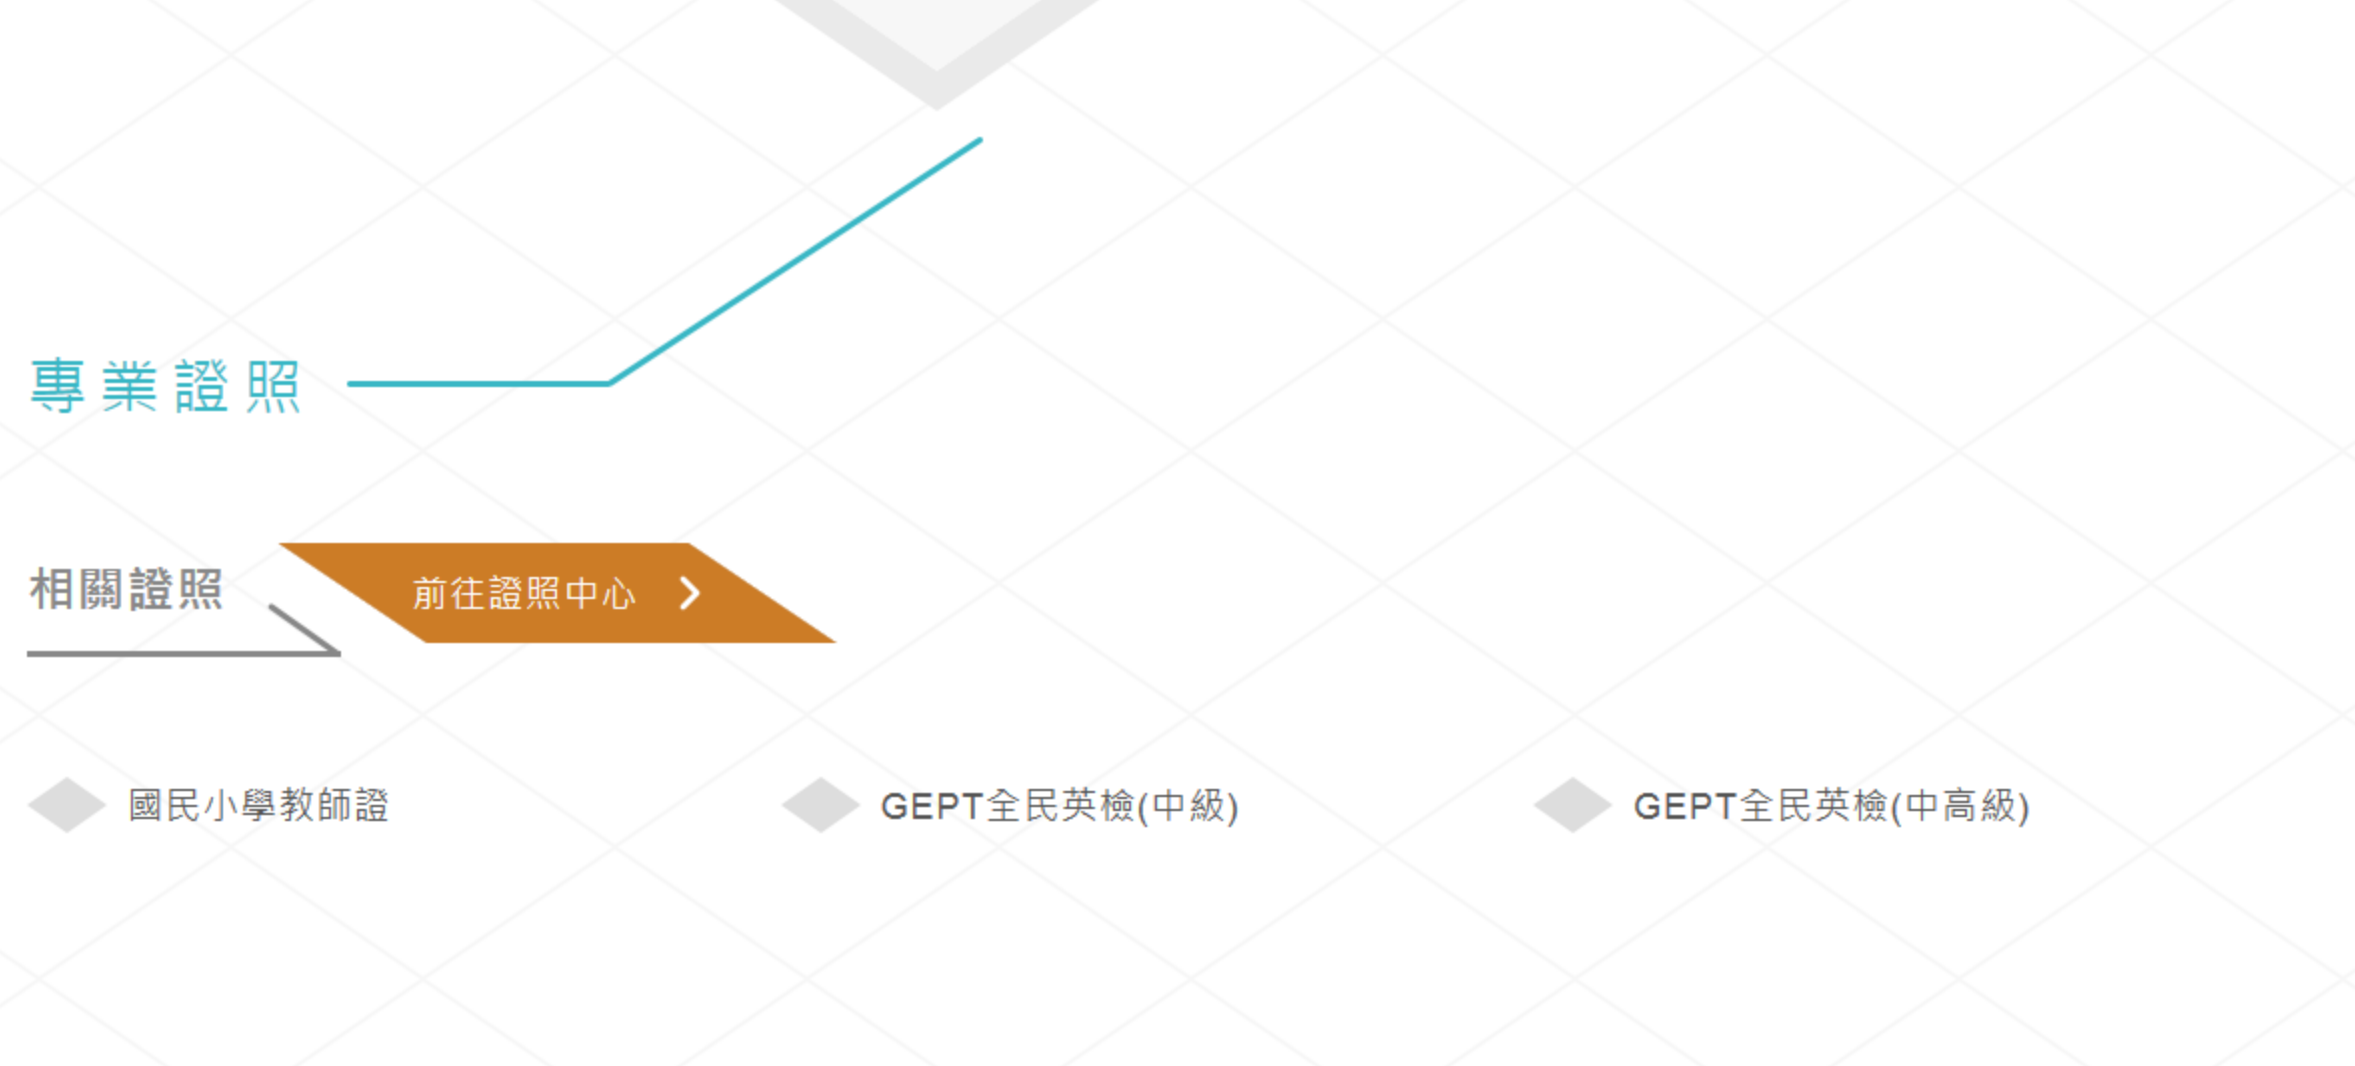 專業證照
相關證照
前往證照中心
國民小學教師證
GEPT全民英檢(中級)
GEPT全民英檢(中高級)